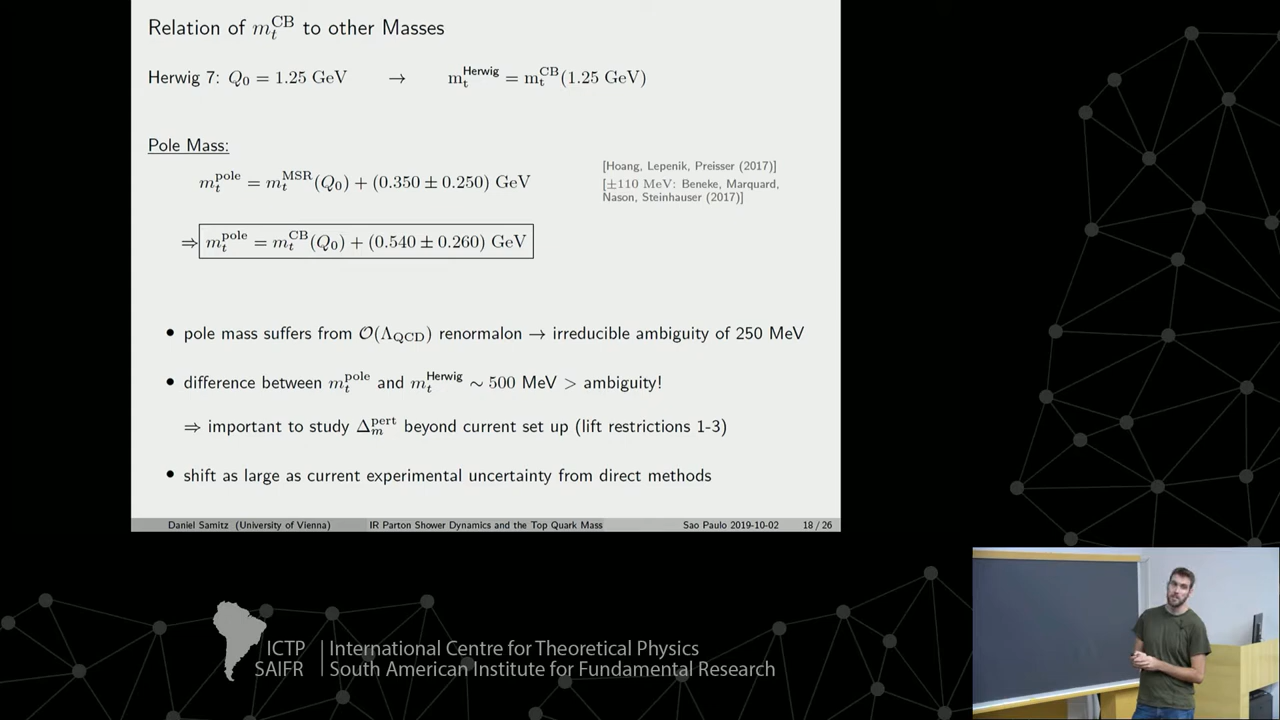 Relation of m_t^CB to other Masses
Herwig 7: Q_0 = 1.25 GeV → m_t^Herwig = m_t^CB(1.25 GeV)
Pole Mass:
[Hoang, Lepenik, Preisser (2017)]
m_t^pole = m_t^MSR(Q_0) + (0.350 ± 0.250) GeV
[±110 MeV: Beneke, Marquard,
Nason, Steinhauser (2017)]
⇒ m_t^pole = m_t^CB(Q_0) + (0.540 ± 0.260) GeV
• pole mass suffers from O(Λ_QCD) renormalon → irreducible ambiguity of 250 MeV
• difference between m_t^pole and m_t^Herwig ∼ 500 MeV > ambiguity!
⇒ important to study Δ_m^pert beyond current set up (lift restrictions 1-3)
• shift as large as current experimental uncertainty from direct methods
Daniel Samitz (University of Vienna) IR Parton Shower Dynamics and the Top Quark Mass Sao Paulo 2019-10-02 18 / 26
ICTP | International Centre for Theoretical Physics
SAIFR | South American Institute for Fundamental Research